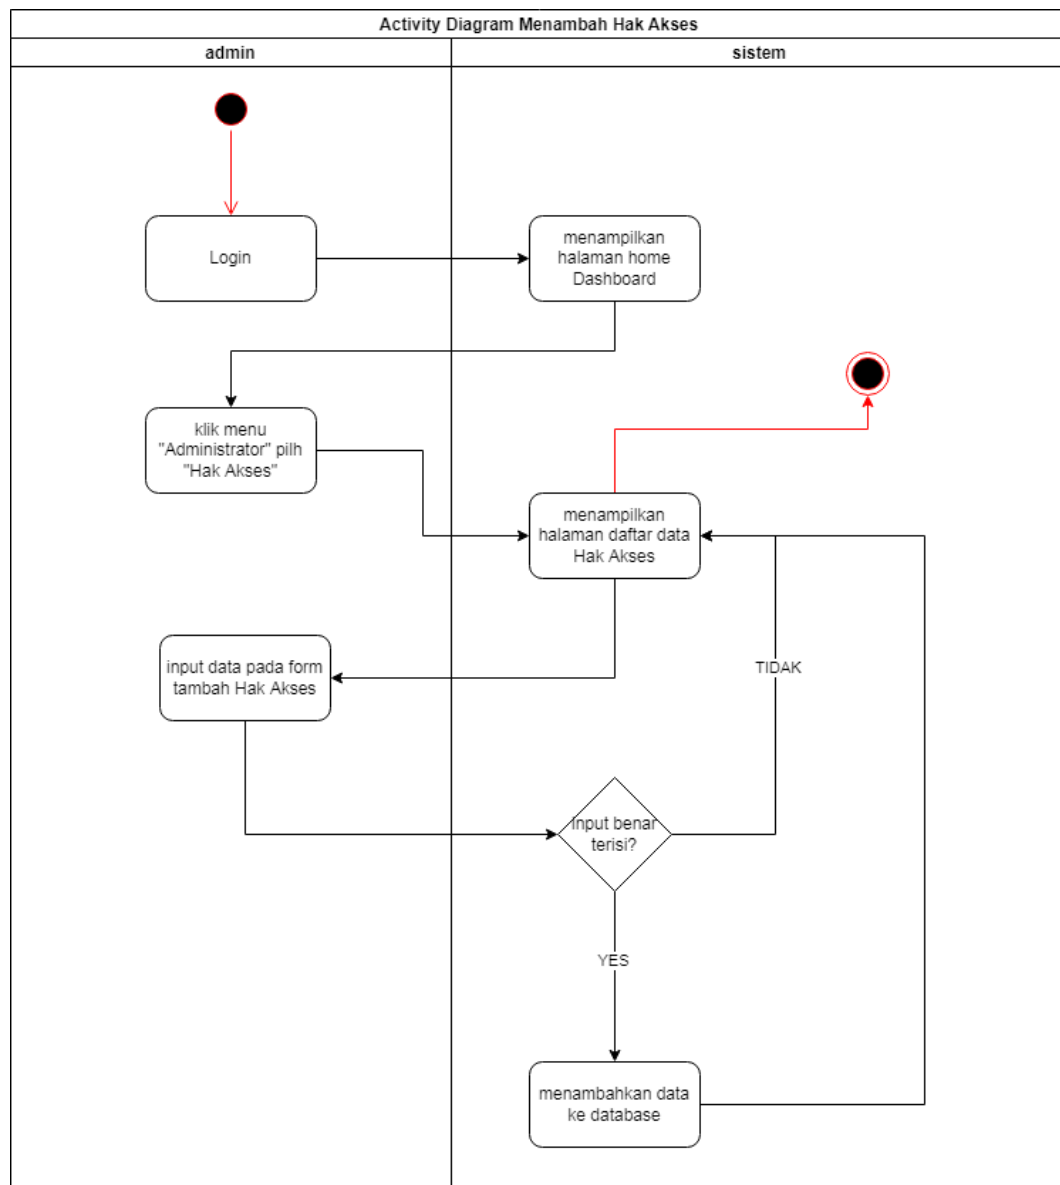 Activity Diagram Menambah Hak Akses
admin
sistem
Login
menampilkan
halaman home
Dashboard
klik menu
"Administrator" pilh
"Hak Akses"
menampilkan
halaman daftar data
Hak Akses
input data pada form
tambah Hak Akses
TIDAK
Input benar
terisi?
YES
menambahkan data
ke database